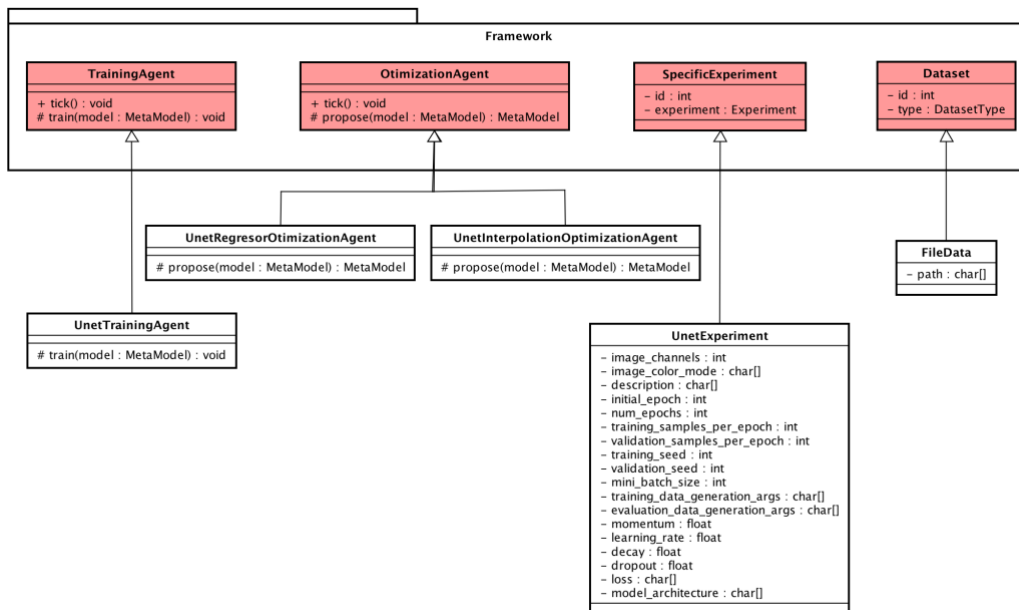 Framework
TrainingAgent
+ tick() : void
# train(model : MetaModel) : void
OtimizationAgent
+ tick() : void
# propose(model : MetaModel) : MetaModel
SpecificExperiment
- id : int
- experiment : Experiment
Dataset
- id : int
- type : DatasetType
UnetRegresorOtimizationAgent
# propose(model : MetaModel) : MetaModel
UnetInterpolationOptimizationAgent
# propose(model : MetaModel) : MetaModel
FileData
- path : char[]
UnetTrainingAgent
# train(model : MetaModel) : void
UnetExperiment
- image_channels : int
- image_color_mode : char[]
- description : char[]
- initial_epoch : int
- num_epochs : int
- training_samples_per_epoch : int
- validation_samples_per_epoch : int
- training_seed : int
- validation_seed : int
- mini_batch_size : int
- training_data_generation_args : char[]
- evaluation_data_generation_args : char[]
- momentum : float
- learning_rate : float
- decay : float
- dropout : float
- loss : char[]
- model_architecture : char[]